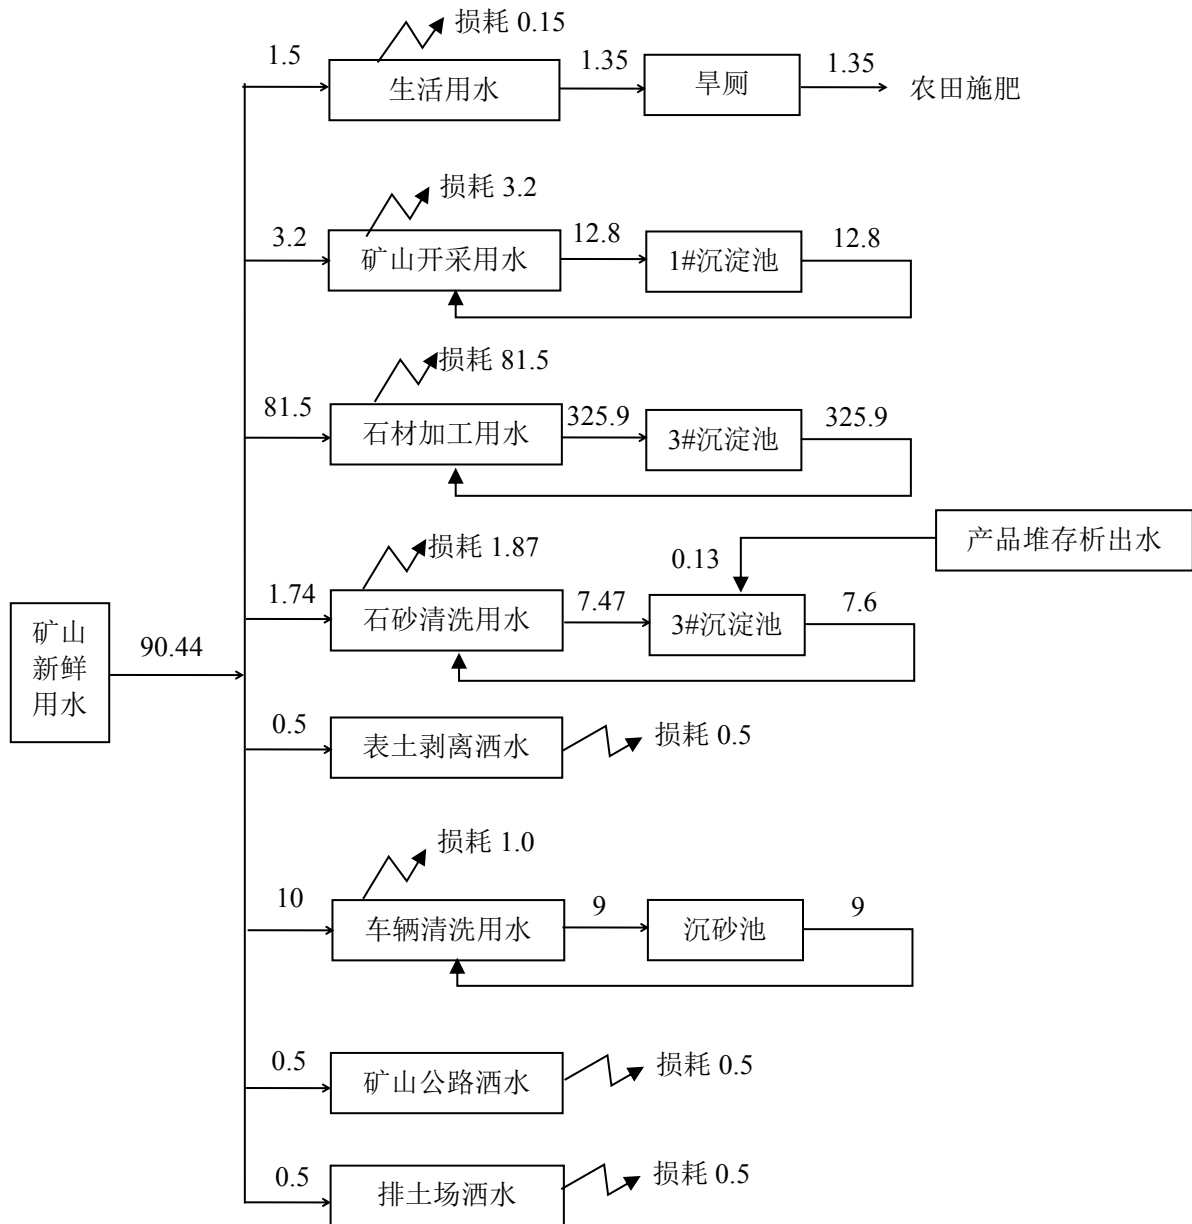 损耗 0.15
1.5
生活用水
1.35
旱厕
1.35
农田施肥
损耗 3.2
3.2
矿山开采用水
12.8
1#沉淀池
12.8
损耗 81.5
81.5
石材加工用水
325.9
3#沉淀池
325.9
产品堆存析出水
损耗 1.87
0.13
1.74
石砂清洗用水
7.47
3#沉淀池
7.6
矿山
新鲜
用水
90.44
0.5
表土剥离洒水
损耗 0.5
损耗 1.0
10
车辆清洗用水
9
沉砂池
9
0.5
矿山公路洒水
损耗 0.5
0.5
排土场洒水
损耗 0.5